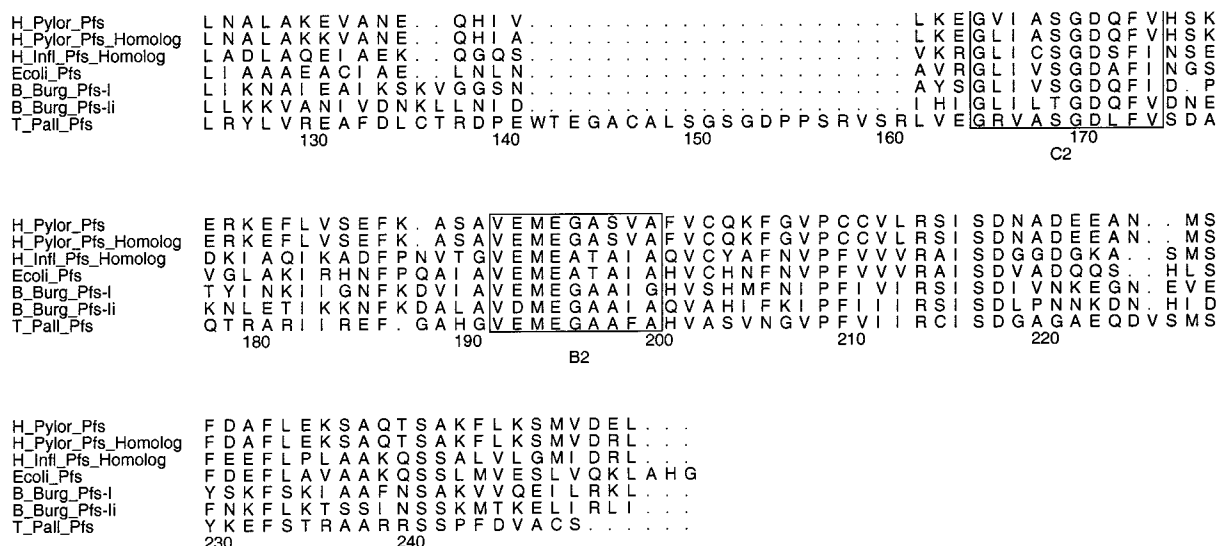 H_Pylor_Pfs L N A L A K E V A N E . . Q H I V . . . . . . . . . . . . . . . . . . . . L K E G V I A S G D Q F V H S K
H_Pylor_Pfs_Homolog L N A L A K K V A N E . . Q H I A . . . . . . . . . . . . . . . . . . . . L K E G L I A S G D Q F V H S K
H_Infl_Pfs_Homolog L A D L A Q E I A E K . . Q G Q S . . . . . . . . . . . . . . . . . . . . V K R G L I C S G D S F I N S E
Ecoli_Pfs L I A A A E A C I A E . . L N L N . . . . . . . . . . . . . . . . . . . . A V R G L I V S G D A F I N G S
B_Burg_Pfs-I L I K N A I E A I K S K V G G S N . . . . . . . . . . . . . . . . . . . . A Y S G L I V S G D Q F I D . P
B_Burg_Pfs-Ii L L K K V A N I V D N K L L N I D . . . . . . . . . . . . . . . . . . . . I H I G L I L T G D Q F V D N E
T_Pall_Pfs L R Y L V R E A F D L C T R D P E W T E G A C A L S G S G D P P S R V S R L V E G R V A S G D L F V S D A
130 140 150 160 170
C2
H_Pylor_Pfs E R K E F L V S E F K . A S A V E M E G A S V A F V C Q K F G V P C C V L R S I S D N A D E E A N . . M S
H_Pylor_Pfs_Homolog E R K E F L V S E F K . A S A V E M E G A S V A F V C Q K F G V P C C V L R S I S D N A D E E A N . . M S
H_Infl_Pfs_Homolog D K I A Q I K A D F P N V T G V E M E A T A I A Q V C Y A F N V P F V V V R A I S D G G D G K A . . S M S
Ecoli_Pfs V G L A K I R H N F P Q A I A V E M E A T A I A H V C H N F N V P F V V V R A I S D V A D Q Q S . . H L S
B_Burg_Pfs-I T Y I N K I I G N F K D V I A V E M E A A A I G H V S H M F N I P F I V I R S I S D I V N K E G N . E V E
B_Burg_Pfs-Ii K N L E T I K K N F K D A L A V D M E G A A I A Q V A H I F K I P F I I I R S I S D L P N N K D N . H I D
T_Pall_Pfs Q T R A R I I R E F . G A H G V E M E G A A F A H V A S V N G V P F V I I R C I S D G A G A E Q D V S M S
180 190 200 210 220
B2
H_Pylor_Pfs F D A F L E K S A Q T S A K F L K S M V D E L . . .
H_Pylor_Pfs_Homolog F D A F L E K S A Q T S A K F L K S M V D R L . . .
H_Infl_Pfs_Homolog F E E F L P L A A K Q S S A L V L G M I D R L . . .
Ecoli_Pfs F D E F L A V A A K Q S S L M V E S L V Q K L A H G
B_Burg_Pfs-I Y S K F S K I A A F N S A K V V Q E I L R K L . . .
B_Burg_Pfs-Ii F N K F L K T S S I N S S K M T K E L I R L I . . .
T_Pall_Pfs Y K E F S T R A A R R S S P F D V A C S . . . . . .
230 240